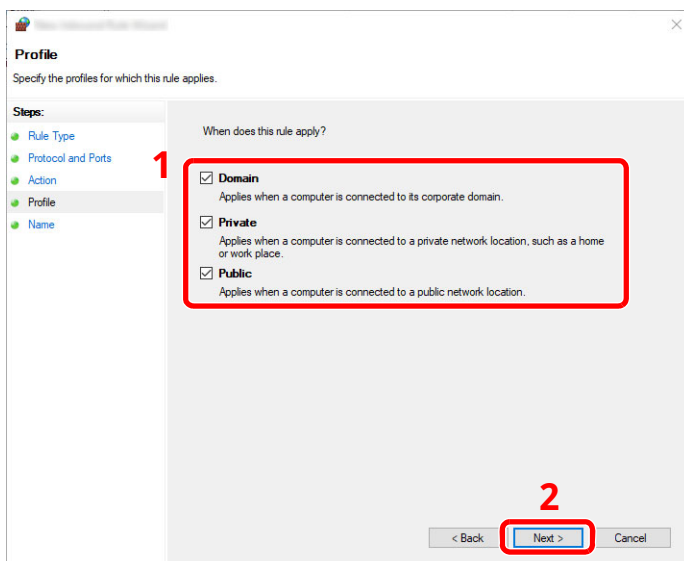 Profile
Specify the profiles for which this rule applies.
Steps:
Rule Type
Protocol and Ports
Action
Profile
Name
When does this rule apply?
1
Domain
Applies when a computer is connected to its corporate domain.
Private
Applies when a computer is connected to a private network location, such as a home
or work place.
Public
Applies when a computer is connected to a public network location.
2
< Back
Next >
Cancel